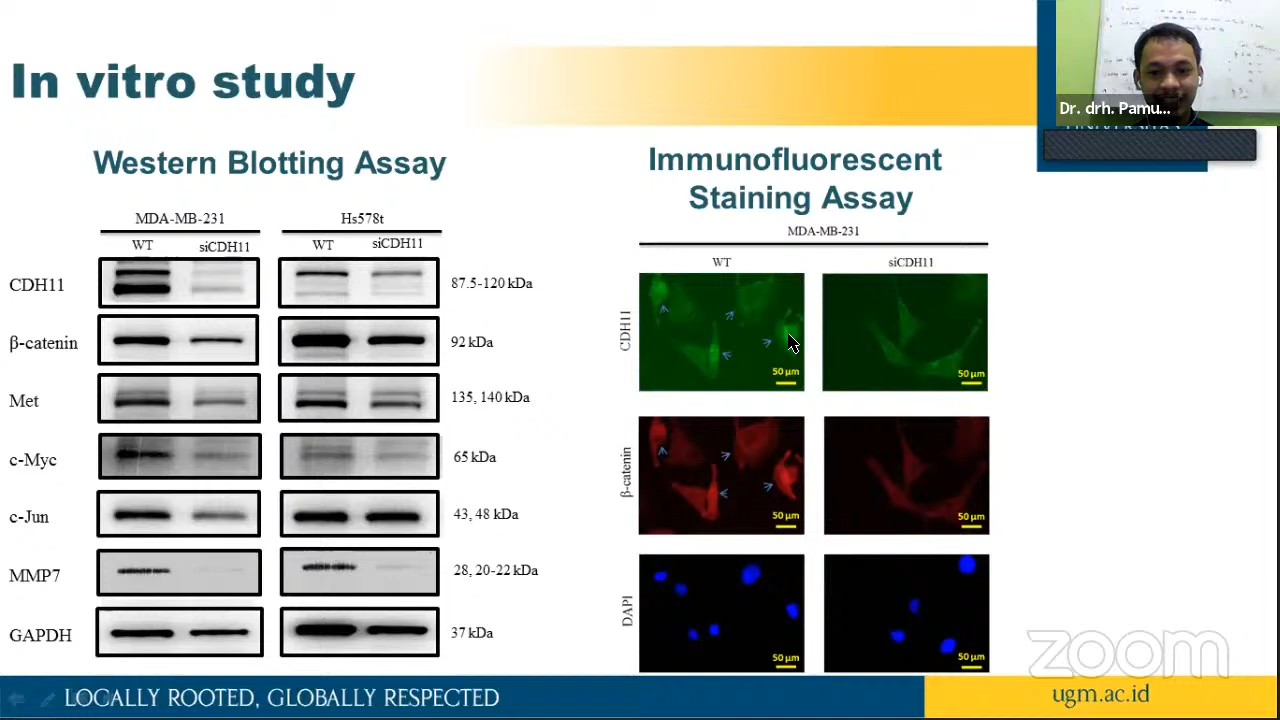 In vitro study
Dr. drh. Pamu...
Western Blotting Assay
MDA-MB-231
Hs578t
WT
siCDH11
WT
siCDH11
CDH11
87.5-120 kDa
β-catenin
92 kDa
Met
135, 140 kDa
c-Myc
65 kDa
c-Jun
43, 48 kDa
MMP7
28, 20-22 kDa
GAPDH
37 kDa
Immunofluorescent
Staining Assay
MDA-MB-231
WT
siCDH11
CDH11
50 µm
50 µm
β-catenin
50 µm
50 µm
DAPI
50 µm
50 µm
zoom
LOCALLY ROOTED, GLOBALLY RESPECTED
ugm.ac.id